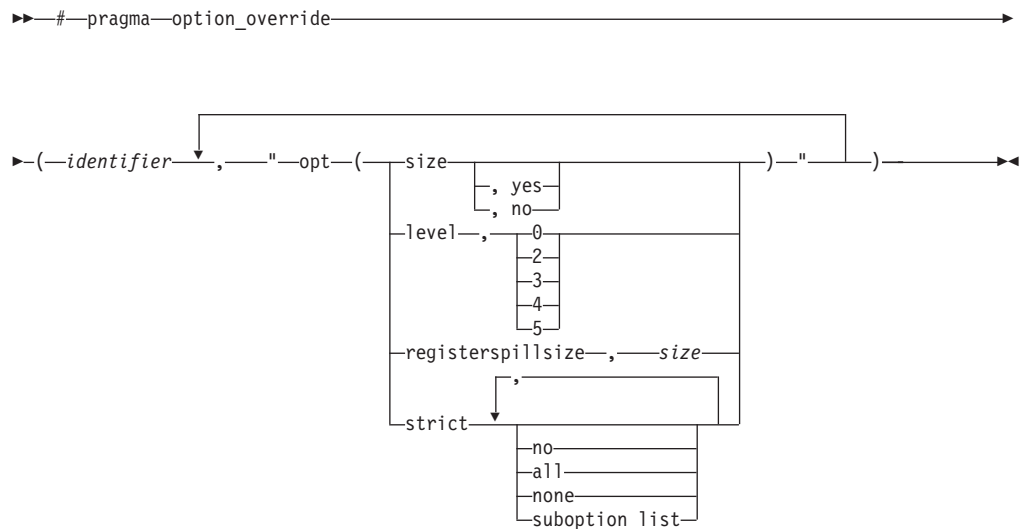 # pragma option_override
( identifier , " opt ( size ) " )
, yes
, no
level , 0
2
3
4
5
registerspillsize , size
,
strict
no
all
none
suboption list